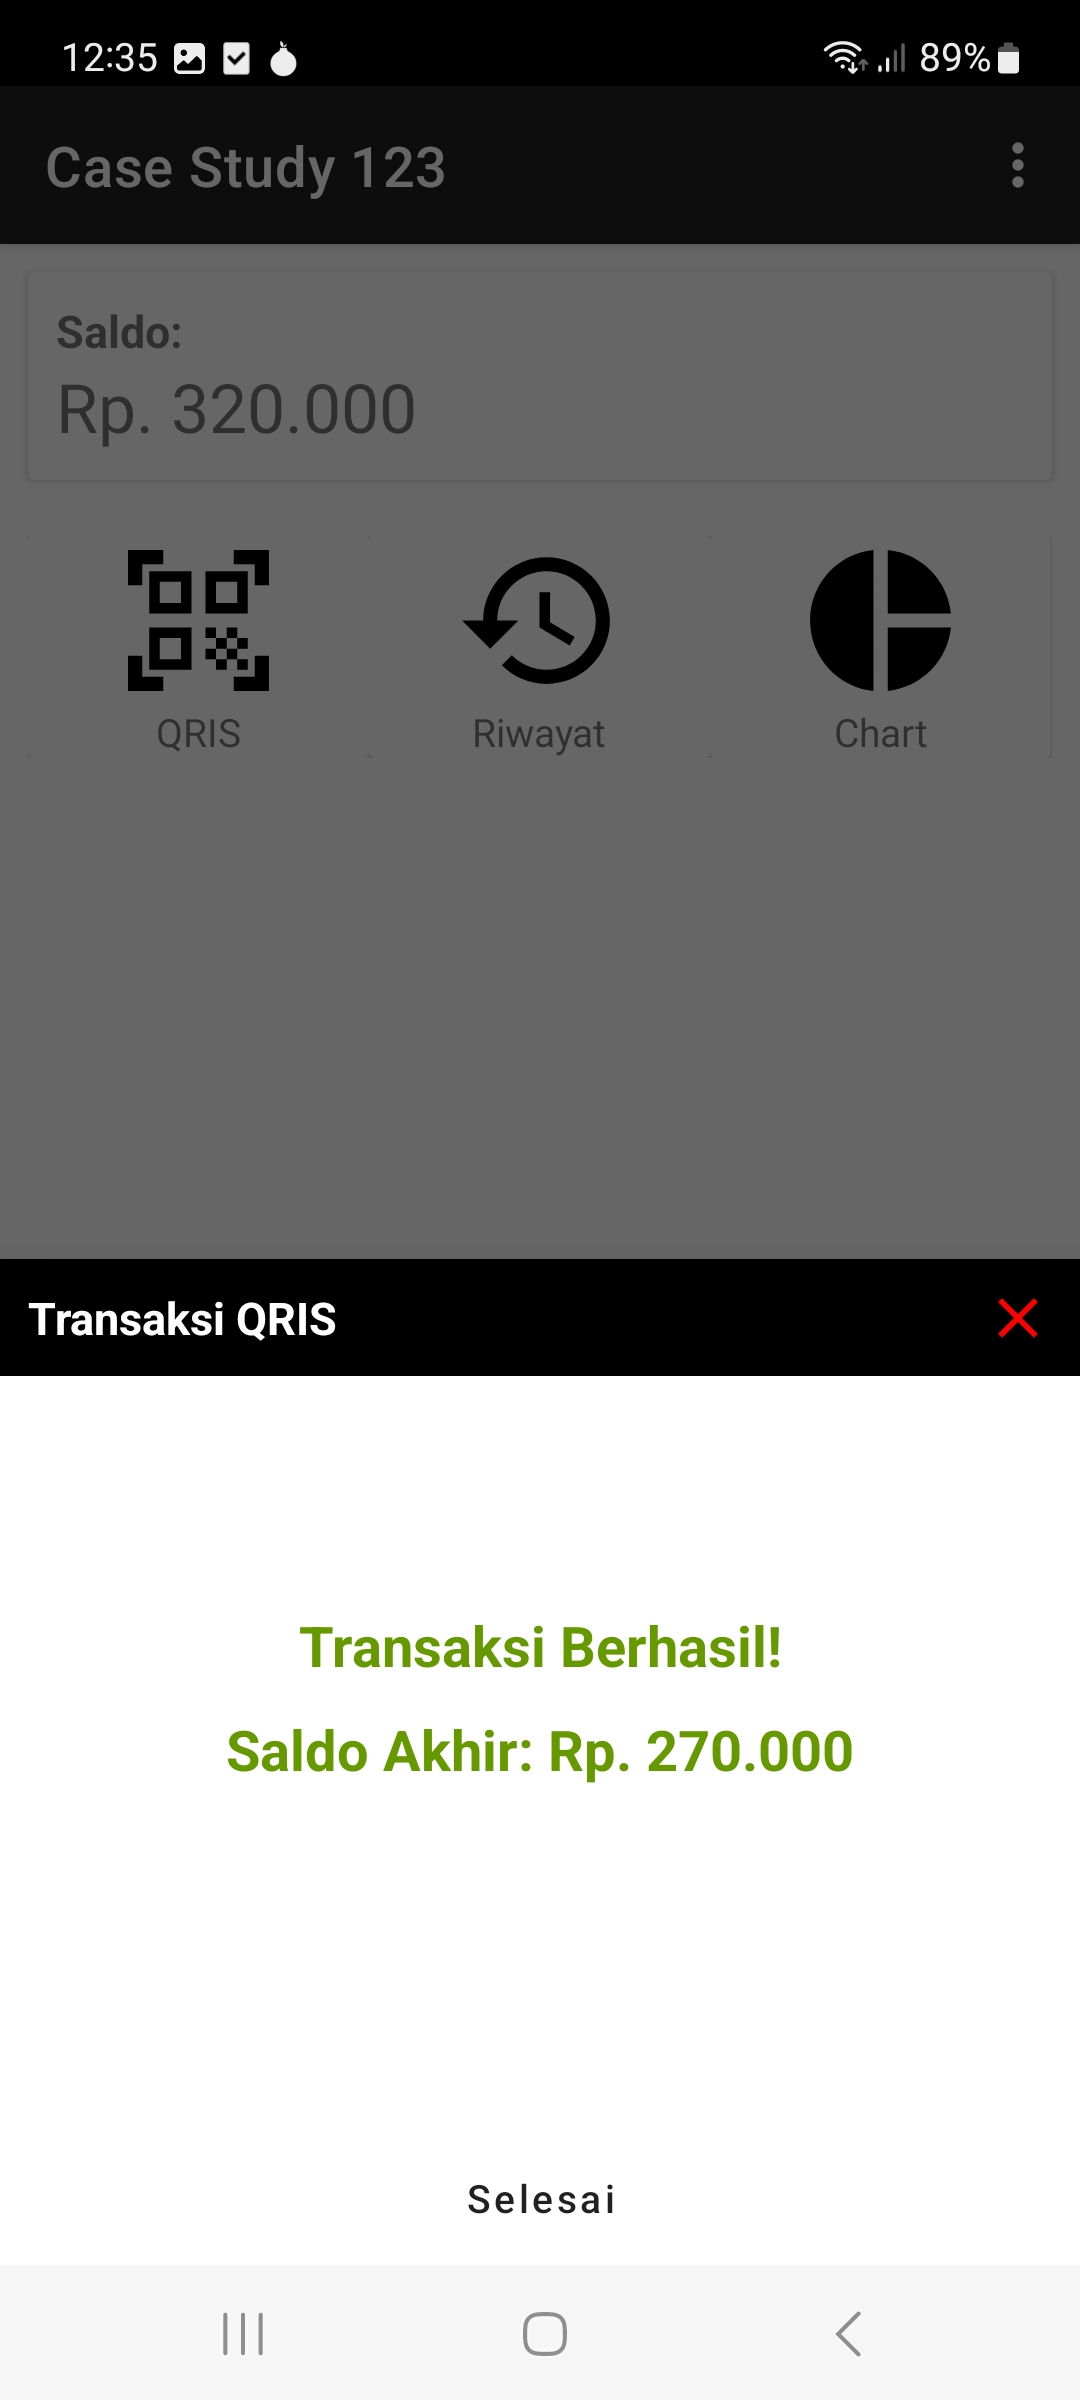 12:35
89%
Case Study 123
Saldo:
Rp. 320.000
QRIS
Riwayat
Chart
Transaksi QRIS
Transaksi Berhasil!
Saldo Akhir: Rp. 270.000
Selesai